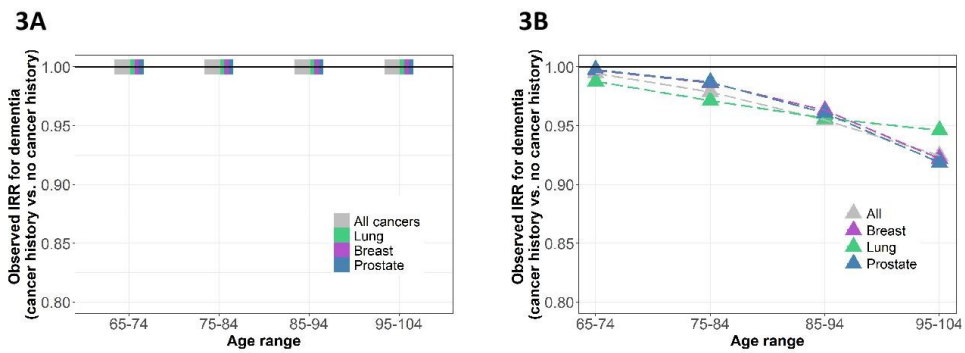 3A
Observed IRR for dementia
(cancer history vs. no cancer history)
1.00
0.95
0.90
0.85
0.80
All cancers
Lung
Breast
Prostate
65-74
75-84
85-94
95-104
Age range
3B
Observed IRR for dementia
(cancer history vs. no cancer history)
1.00
0.95
0.90
0.85
0.80
All
Breast
Lung
Prostate
65-74
75-84
85-94
95-104
Age range